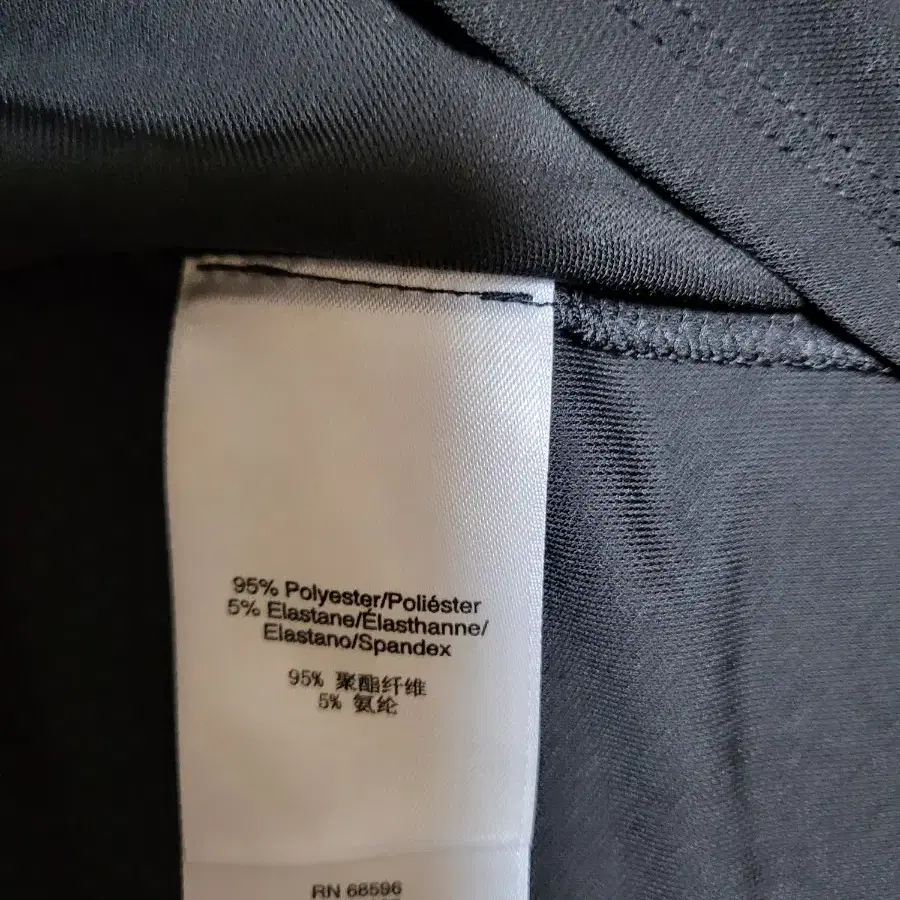 95% Polyester/Poliéster
5% Elastane/Élasthanne/
Elastano/Spandex
95% 聚酯纤维
5% 氨纶
RN 68596